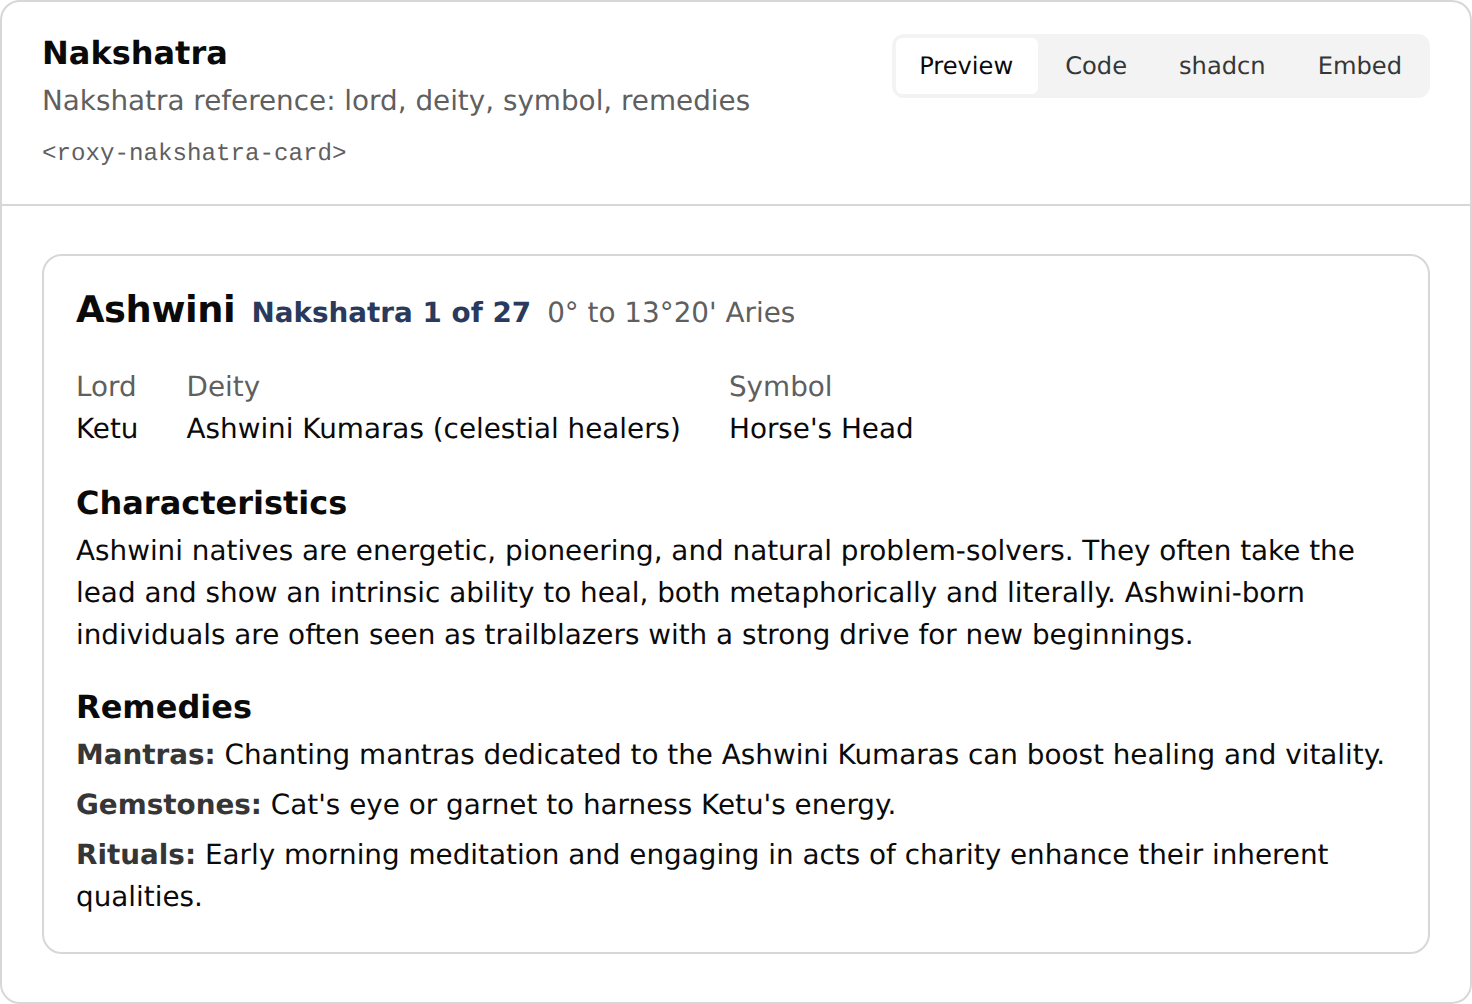 Nakshatra
Nakshatra reference: lord, deity, symbol, remedies
<roxy-nakshatra-card>
Preview Code shadcn Embed
Ashwini Nakshatra 1 of 27 0° to 13°20' Aries
Lord Deity Symbol
Ketu Ashwini Kumaras (celestial healers) Horse's Head
Characteristics
Ashwini natives are energetic, pioneering, and natural problem-solvers. They often take the
lead and show an intrinsic ability to heal, both metaphorically and literally. Ashwini-born
individuals are often seen as trailblazers with a strong drive for new beginnings.
Remedies
Mantras: Chanting mantras dedicated to the Ashwini Kumaras can boost healing and vitality.
Gemstones: Cat's eye or garnet to harness Ketu's energy.
Rituals: Early morning meditation and engaging in acts of charity enhance their inherent
qualities.